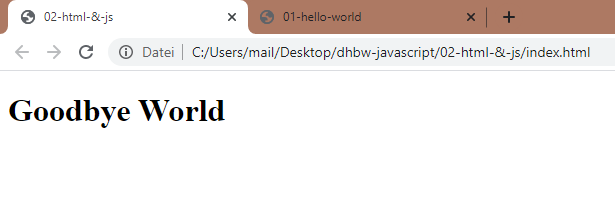 02-html-&-js 01-hello-world
Datei C:/Users/mail/Desktop/dhbw-javascript/02-html-&-js/index.html
Goodbye World